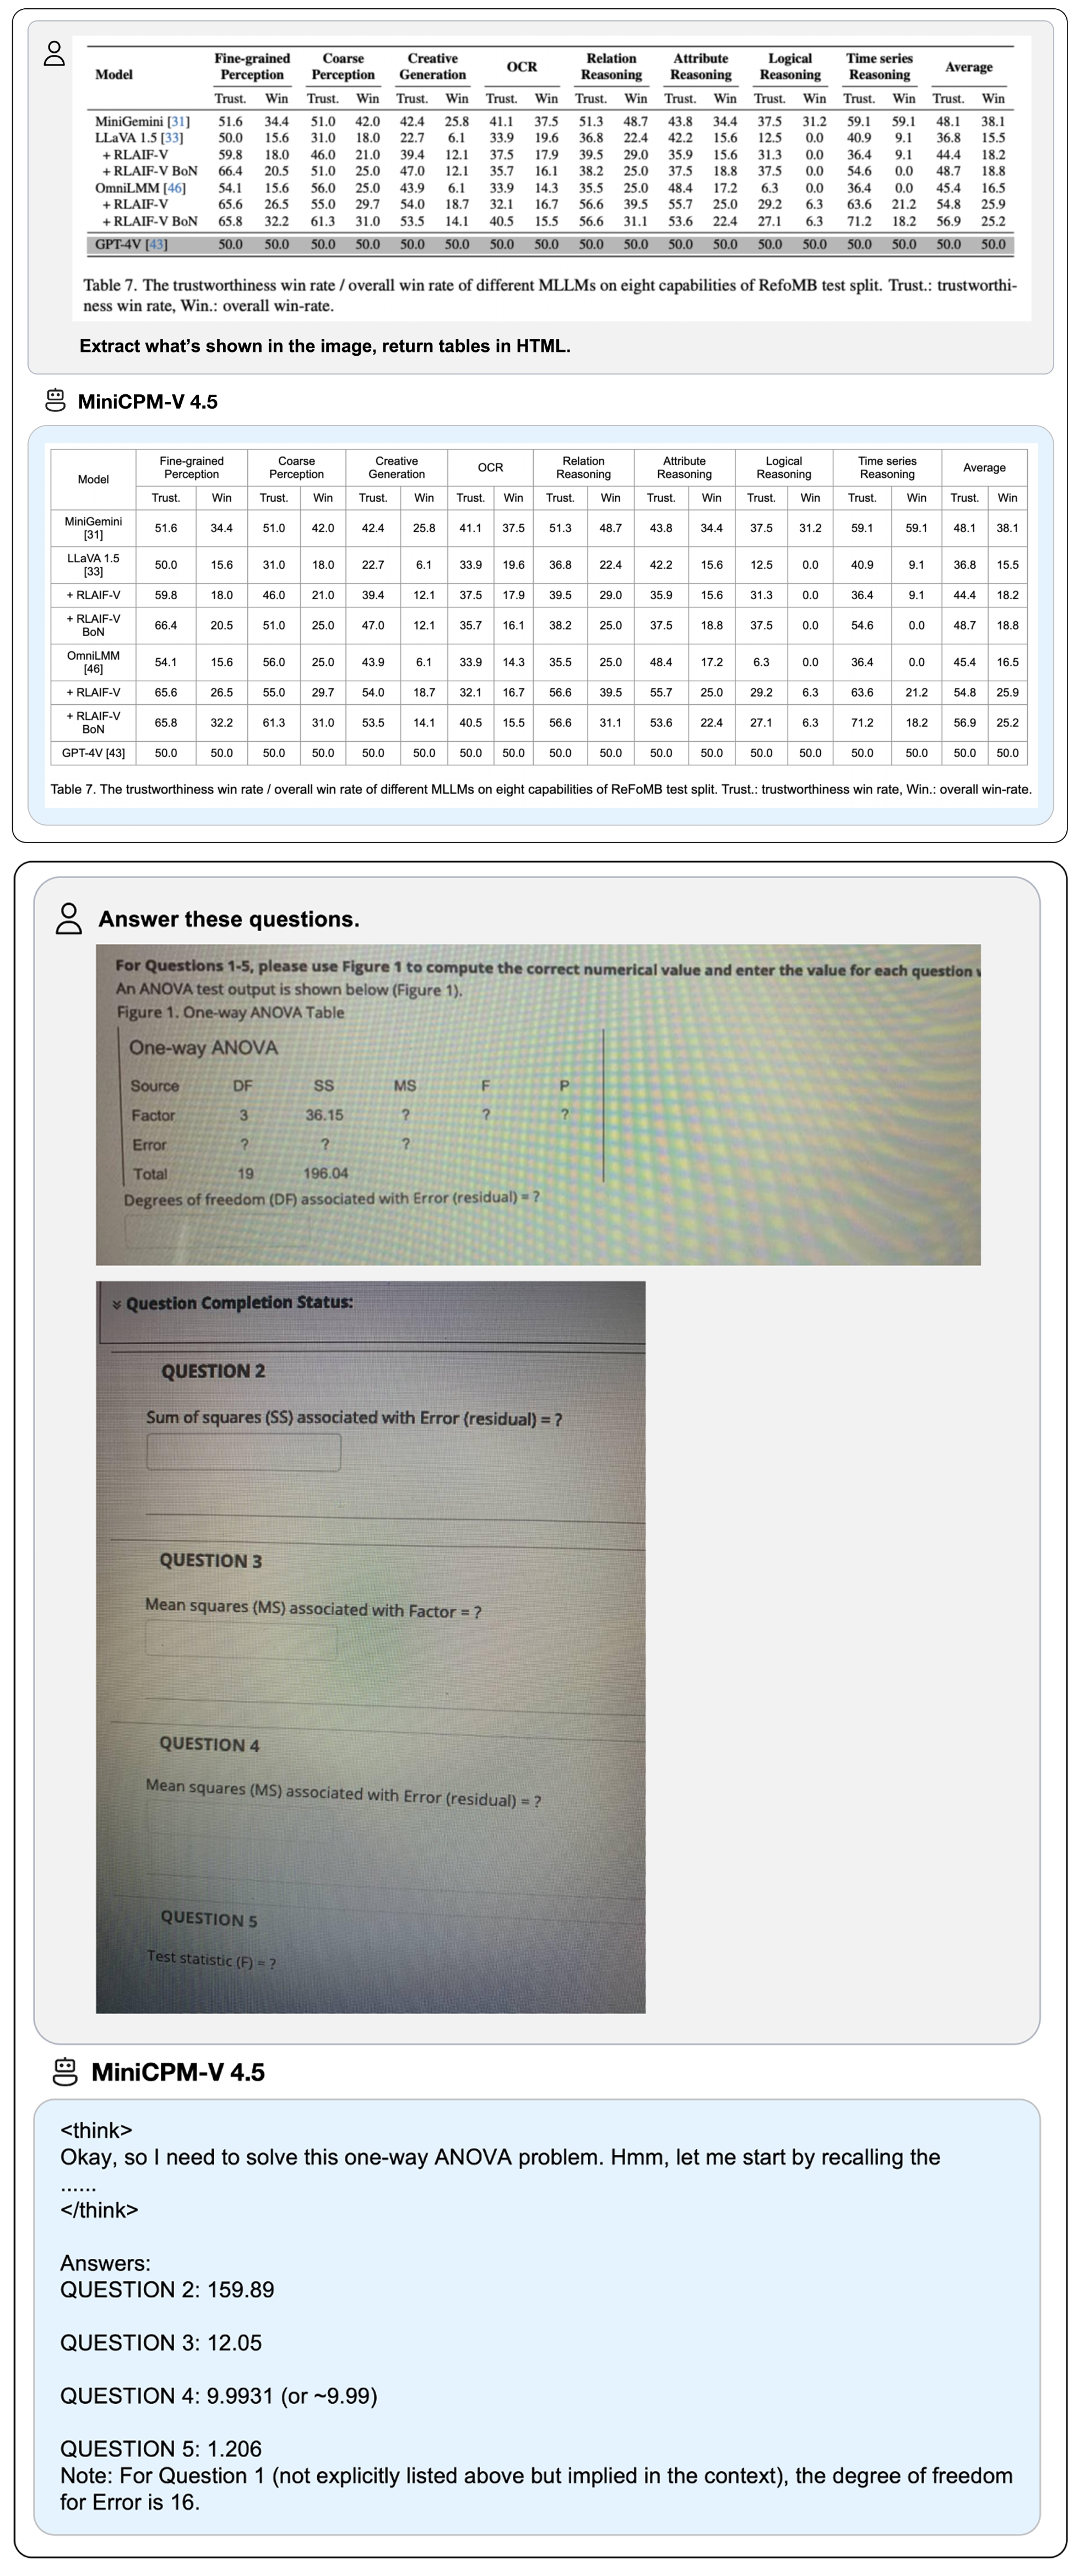 Model Fine-grained Perception Coarse Perception Creative Generation OCR Relation Reasoning Attribute Reasoning Logical Reasoning Time series Reasoning Average
Trust. Win Trust. Win Trust. Win Trust. Win Trust. Win Trust. Win Trust. Win Trust. Win Trust. Win
MiniGemini [31] 51.6 34.4 51.0 42.0 42.4 25.8 41.1 37.5 51.3 48.7 43.8 34.4 37.5 31.2 59.1 59.1 48.1 38.1
LLaVA 1.5 [33] 50.0 15.6 31.0 18.0 22.7 6.1 33.9 19.6 36.8 22.4 42.2 15.6 12.5 0.0 40.9 9.1 36.8 15.5
+ RLAIF-V 59.8 18.0 46.0 21.0 39.4 12.1 37.5 17.9 39.5 29.0 35.9 15.6 31.3 0.0 36.4 9.1 44.4 18.2
+ RLAIF-V BoN 66.4 20.5 51.0 25.0 47.0 12.1 35.7 16.1 38.2 25.0 37.5 18.8 37.5 0.0 54.6 0.0 48.7 18.8
OmniLMM [46] 54.1 15.6 56.0 25.0 43.9 6.1 33.9 14.3 35.5 25.0 48.4 17.2 6.3 0.0 36.4 0.0 45.4 16.5
+ RLAIF-V 65.6 26.5 55.0 29.7 54.0 18.7 32.1 16.7 56.6 39.5 55.7 25.0 29.2 6.3 63.6 21.2 54.8 25.9
+ RLAIF-V BoN 65.8 32.2 61.3 31.0 53.5 14.1 40.5 15.5 56.6 31.1 53.6 22.4 27.1 6.3 71.2 18.2 56.9 25.2
GPT-4V [43] 50.0 50.0 50.0 50.0 50.0 50.0 50.0 50.0 50.0 50.0 50.0 50.0 50.0 50.0 50.0 50.0 50.0 50.0
Table 7. The trustworthiness win rate / overall win rate of different MLLMs on eight capabilities of RefoMB test split. Trust.: trustworthi-
ness win rate, Win.: overall win-rate.
Extract what's shown in the image, return tables in HTML.
MiniCPM-V 4.5
Model Fine-grained Perception Coarse Perception Creative Generation OCR Relation Reasoning Attribute Reasoning Logical Reasoning Time series Reasoning Average
Trust. Win Trust. Win Trust. Win Trust. Win Trust. Win Trust. Win Trust. Win Trust. Win Trust. Win
MiniGemini [31] 51.6 34.4 51.0 42.0 42.4 25.8 41.1 37.5 51.3 48.7 43.8 34.4 37.5 31.2 59.1 59.1 48.1 38.1
LLaVA 1.5 [33] 50.0 15.6 31.0 18.0 22.7 6.1 33.9 19.6 36.8 22.4 42.2 15.6 12.5 0.0 40.9 9.1 36.8 15.5
+ RLAIF-V 59.8 18.0 46.0 21.0 39.4 12.1 37.5 17.9 39.5 29.0 35.9 15.6 31.3 0.0 36.4 9.1 44.4 18.2
+ RLAIF-V BoN 66.4 20.5 51.0 25.0 47.0 12.1 35.7 16.1 38.2 25.0 37.5 18.8 37.5 0.0 54.6 0.0 48.7 18.8
OmniLMM [46] 54.1 15.6 56.0 25.0 43.9 6.1 33.9 14.3 35.5 25.0 48.4 17.2 6.3 0.0 36.4 0.0 45.4 16.5
+ RLAIF-V 65.6 26.5 55.0 29.7 54.0 18.7 32.1 16.7 56.6 39.5 55.7 25.0 29.2 6.3 63.6 21.2 54.8 25.9
+ RLAIF-V BoN 65.8 32.2 61.3 31.0 53.5 14.1 40.5 15.5 56.6 31.1 53.6 22.4 27.1 6.3 71.2 18.2 56.9 25.2
GPT-4V [43] 50.0 50.0 50.0 50.0 50.0 50.0 50.0 50.0 50.0 50.0 50.0 50.0 50.0 50.0 50.0 50.0 50.0 50.0
Table 7. The trustworthiness win rate / overall win rate of different MLLMs on eight capabilities of ReFoMB test split. Trust.: trustworthiness win rate, Win.: overall win-rate.
Answer these questions.
For Questions 1-5, please use Figure 1 to compute the correct numerical value and enter the value for each question
An ANOVA test output is shown below (Figure 1).
Figure 1. One-way ANOVA Table
One-way ANOVA
Source DF SS MS F P
Factor 3 36.15 ? ? ?
Error ? ? ?
Total 19 196.04
Degrees of freedom (DF) associated with Error (residual) = ?
Question Completion Status:
QUESTION 2
Sum of squares (SS) associated with Error (residual) = ?
QUESTION 3
Mean squares (MS) associated with Factor = ?
QUESTION 4
Mean squares (MS) associated with Error (residual) = ?
QUESTION 5
Test statistic (F) = ?
MiniCPM-V 4.5
<think>
Okay, so I need to solve this one-way ANOVA problem. Hmm, let me start by recalling the
......
</think>
Answers:
QUESTION 2: 159.89
QUESTION 3: 12.05
QUESTION 4: 9.9931 (or ~9.99)
QUESTION 5: 1.206
Note: For Question 1 (not explicitly listed above but implied in the context), the degree of freedom
for Error is 16.